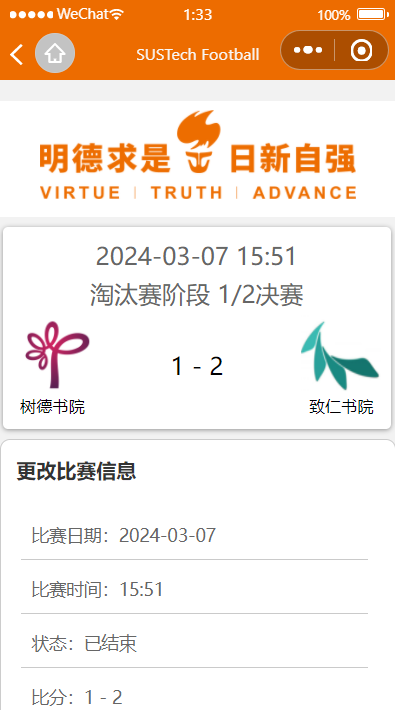 WeChat
1:33
100%
SUSTech Football
明德求是 日新自强
VIRTUE | TRUTH | ADVANCE
2024-03-07 15:51
淘汰赛阶段 1/2决赛
1 - 2
树德书院
致仁书院
更改比赛信息
比赛日期：2024-03-07
比赛时间：15:51
状态：已结束
比分：1 - 2